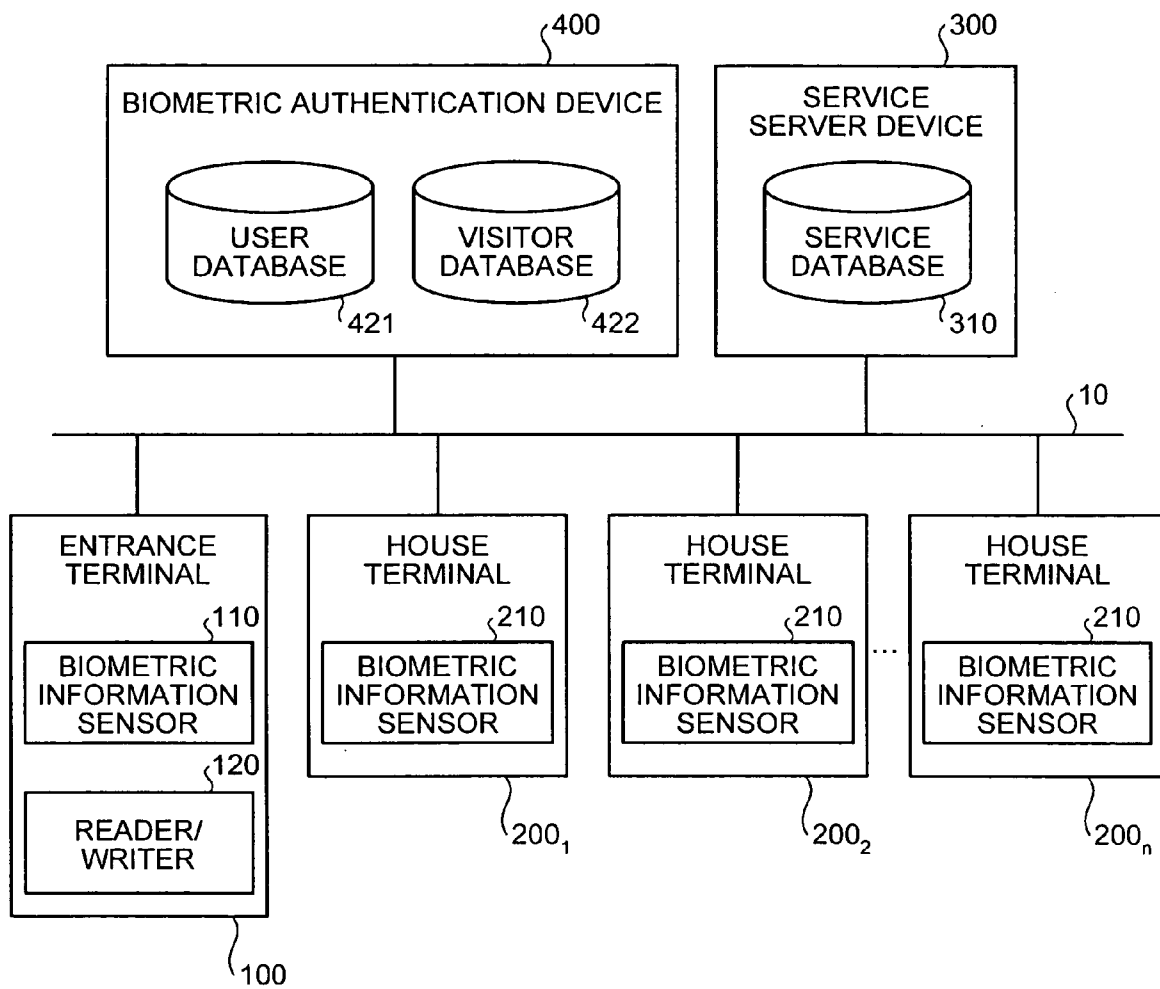 400
300
BIOMETRIC AUTHENTICATION DEVICE
SERVICE
SERVER DEVICE
USER
DATABASE
VISITOR
DATABASE
SERVICE
DATABASE
421
422
310
10
ENTRANCE
TERMINAL
HOUSE
TERMINAL
HOUSE
TERMINAL
HOUSE
TERMINAL
110
210
210
210
BIOMETRIC
INFORMATION
SENSOR
BIOMETRIC
INFORMATION
SENSOR
BIOMETRIC
INFORMATION
SENSOR
...
BIOMETRIC
INFORMATION
SENSOR
120
READER/
WRITER
200₁
200₂
200ₙ
100